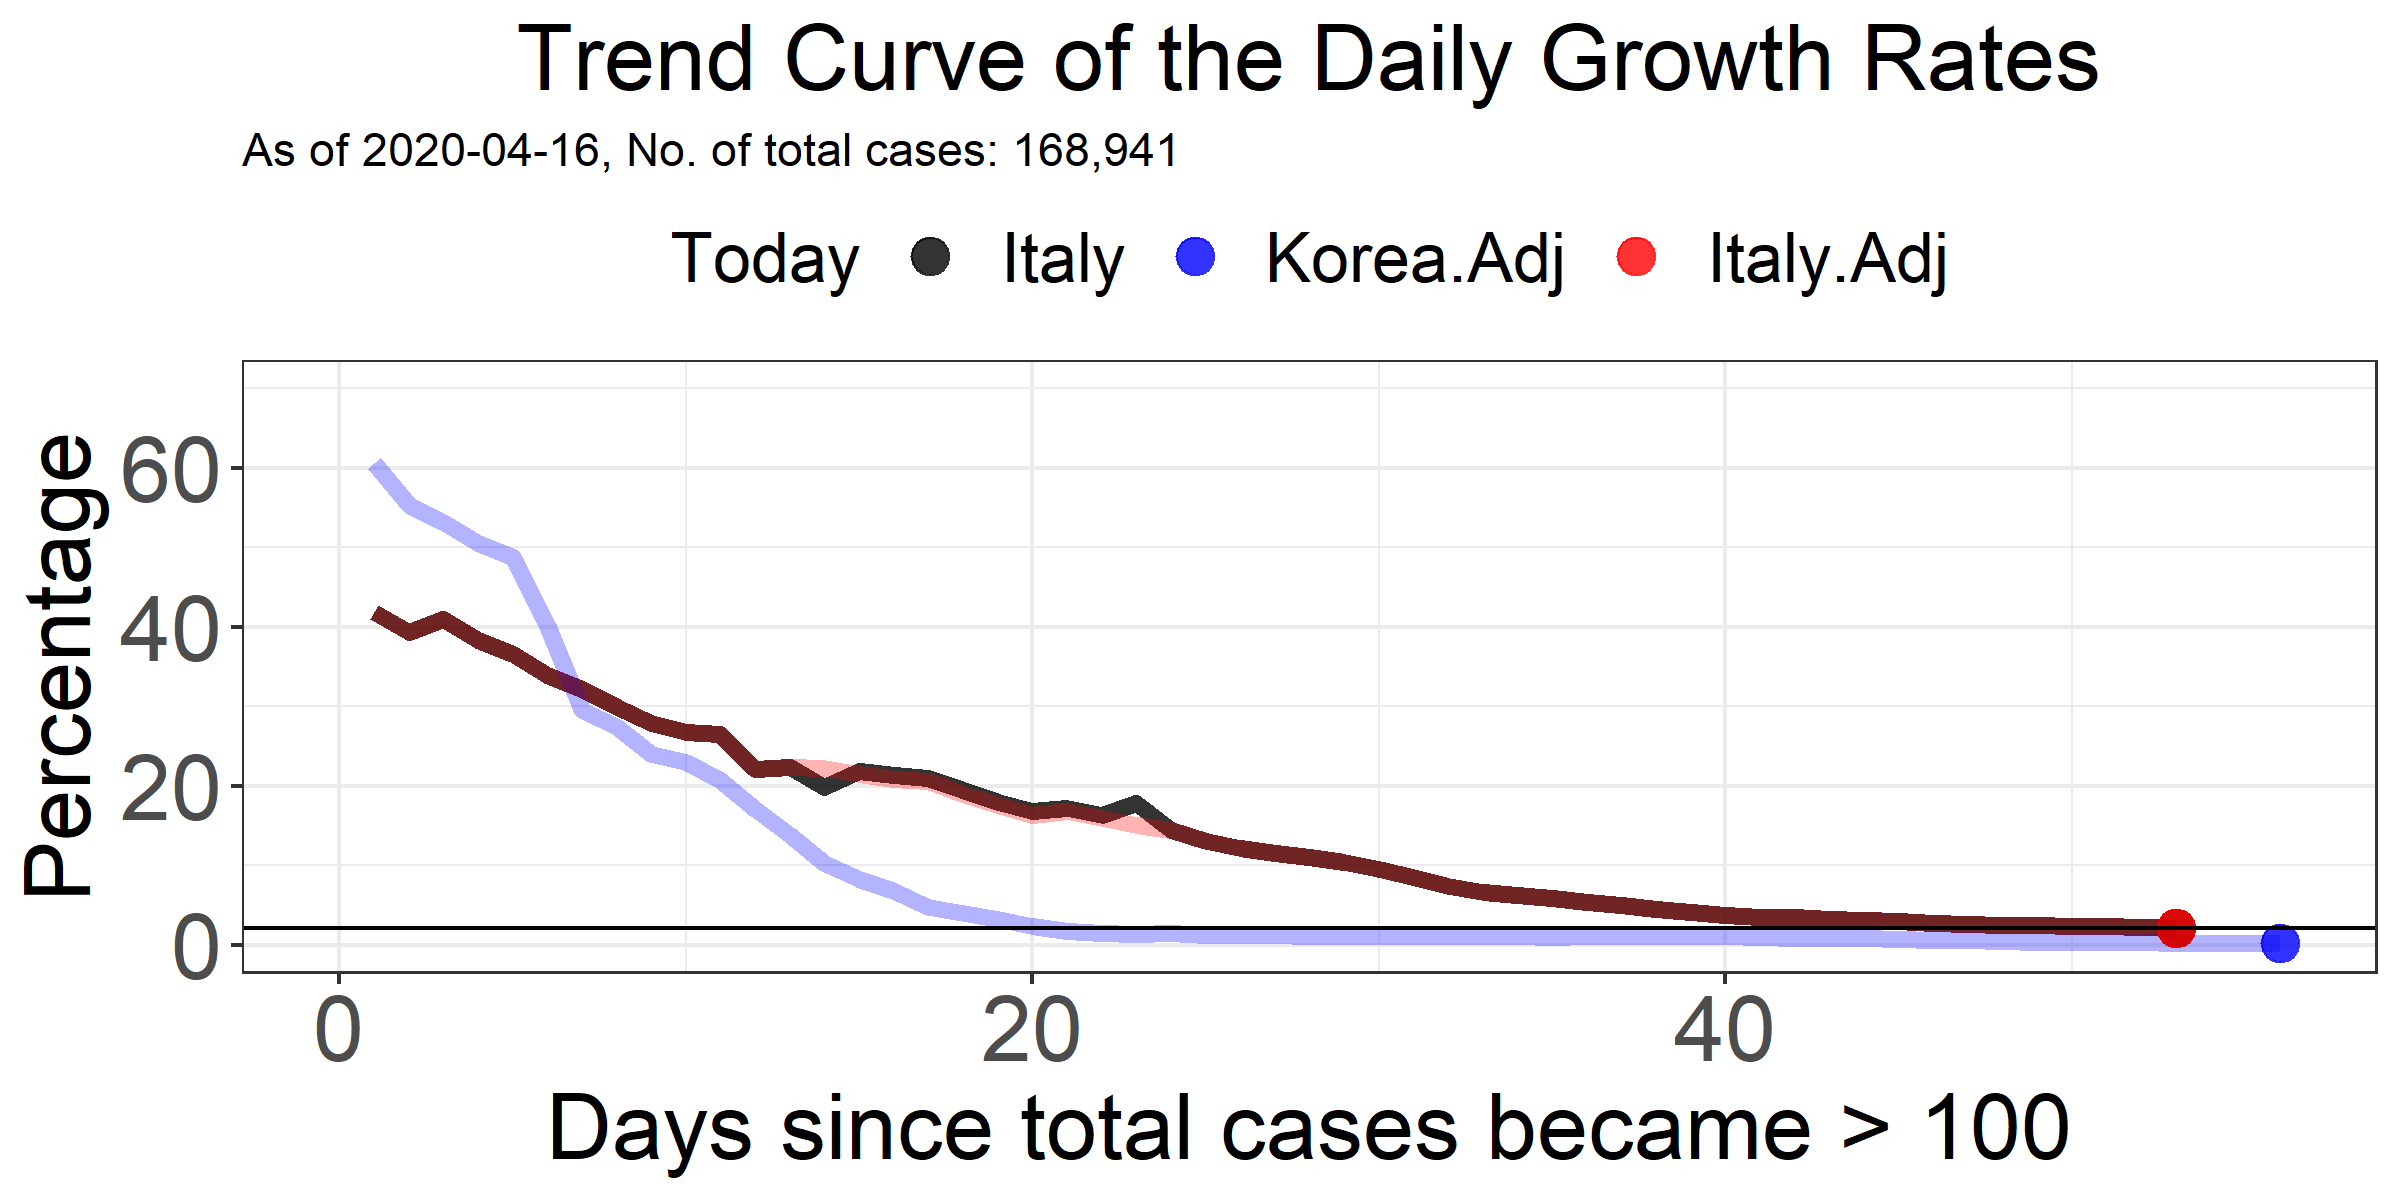 Trend Curve of the Daily Growth Rates
As of 2020-04-16, No. of total cases: 168,941
Today Italy Korea.Adj Italy.Adj
Percentage
60
40
20
0
0 20 40
Days since total cases became > 100